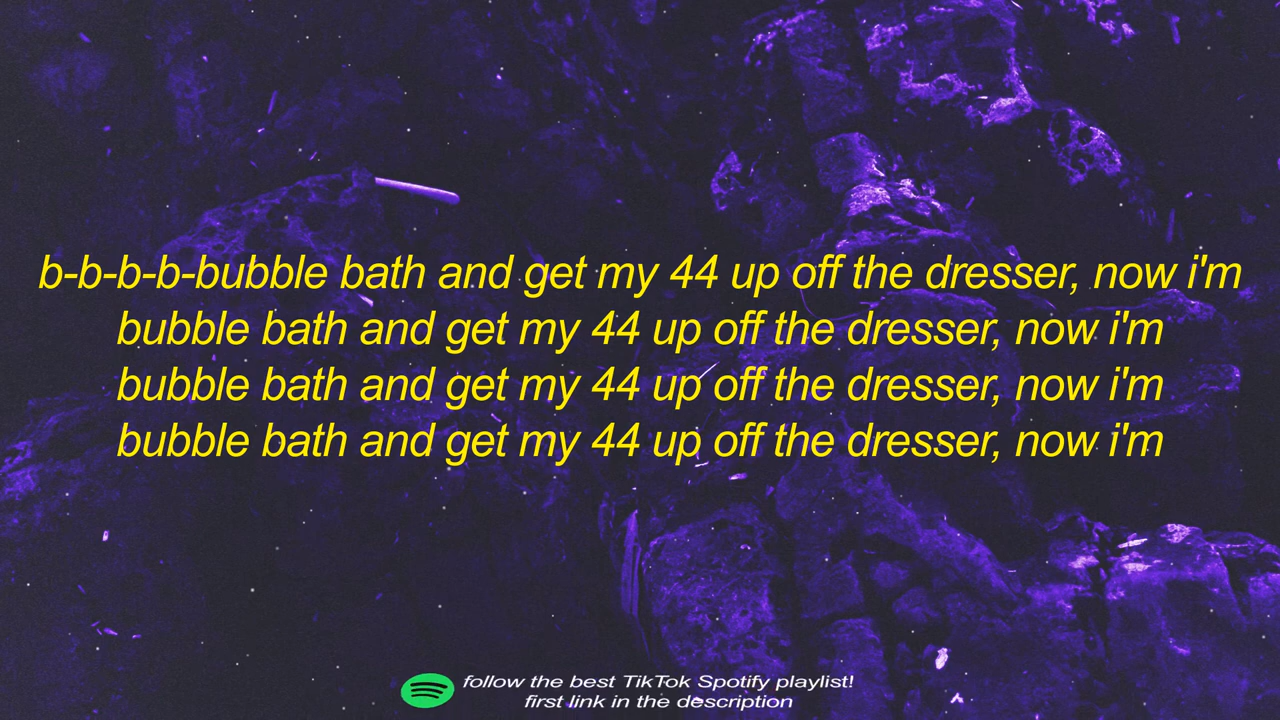 b-b-b-b-bubble bath and get my 44 up off the dresser, now i'm
bubble bath and get my 44 up off the dresser, now i'm
bubble bath and get my 44 up off the dresser, now i'm
bubble bath and get my 44 up off the dresser, now i'm
follow the best TikTok Spotify playlist!
first link in the description